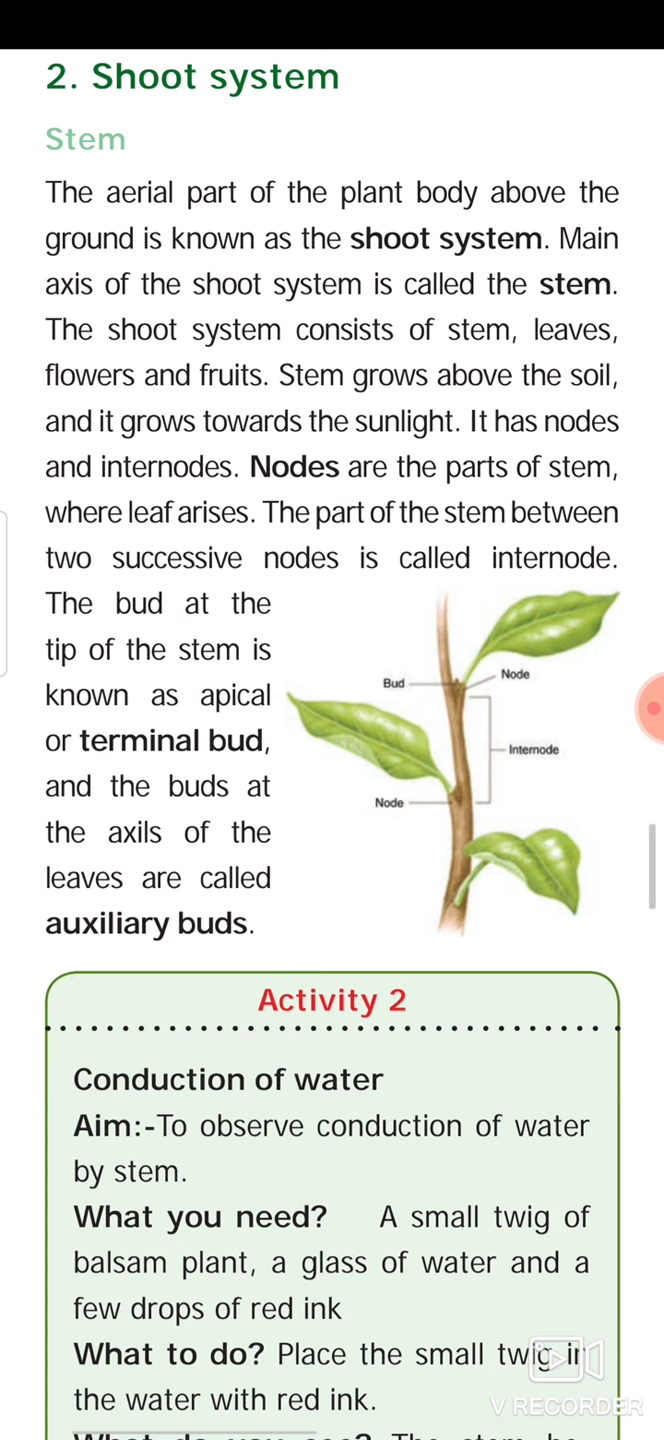 2. Shoot system
Stem
The aerial part of the plant body above the
ground is known as the shoot system. Main
axis of the shoot system is called the stem.
The shoot system consists of stem, leaves,
flowers and fruits. Stem grows above the soil,
and it grows towards the sunlight. It has nodes
and internodes. Nodes are the parts of stem,
where leaf arises. The part of the stem between
two successive nodes is called internode.
The bud at the
tip of the stem is
known as apical
or terminal bud,
and the buds at
the axils of the
leaves are called
auxiliary buds.
Bud
Node
Internode
Node
Activity 2
Conduction of water
Aim:-To observe conduction of water
by stem.
What you need? A small twig of
balsam plant, a glass of water and a
few drops of red ink
What to do? Place the small twig in
the water with red ink.
V RECORDER